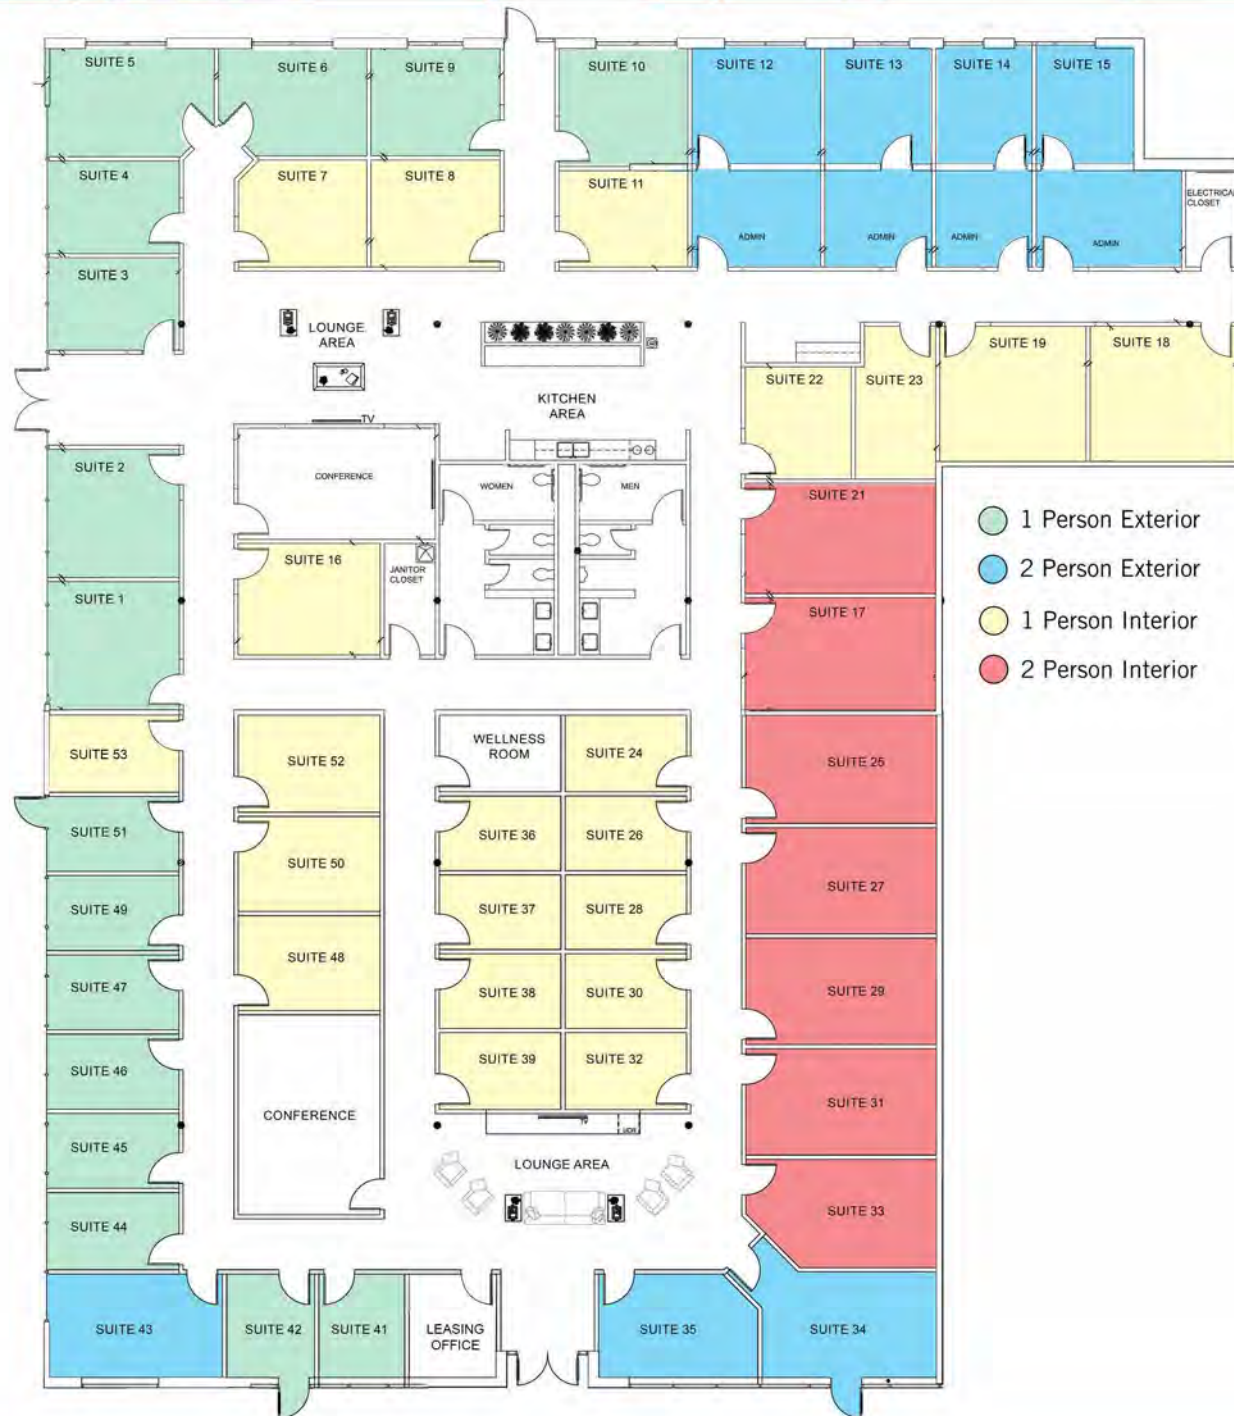 SUITE 5
SUITE 6
SUITE 9
SUITE 10
SUITE 12
SUITE 13
SUITE 14
SUITE 15
SUITE 4
SUITE 7
SUITE 8
SUITE 11
ELECTRICAL
CLOSET
ADMIN
ADMIN
ADMIN
ADMIN
SUITE 3
LOUNGE
AREA
SUITE 19
SUITE 18
SUITE 22
SUITE 23
KITCHEN
AREA
TV
SUITE 2
CONFERENCE
WOMEN
MEN
SUITE 21
1 Person Exterior
2 Person Exterior
1 Person Interior
2 Person Interior
SUITE 16
JANITOR
CLOSET
SUITE 1
SUITE 17
SUITE 53
SUITE 52
WELLNESS
ROOM
SUITE 24
SUITE 25
SUITE 51
SUITE 50
SUITE 36
SUITE 26
SUITE 27
SUITE 49
SUITE 37
SUITE 28
SUITE 48
SUITE 47
SUITE 38
SUITE 30
SUITE 29
SUITE 46
SUITE 39
SUITE 32
CONFERENCE
SUITE 31
TV
SUITE 45
LOUNGE AREA
SUITE 44
SUITE 33
SUITE 43
SUITE 42
SUITE 41
LEASING
OFFICE
SUITE 35
SUITE 34